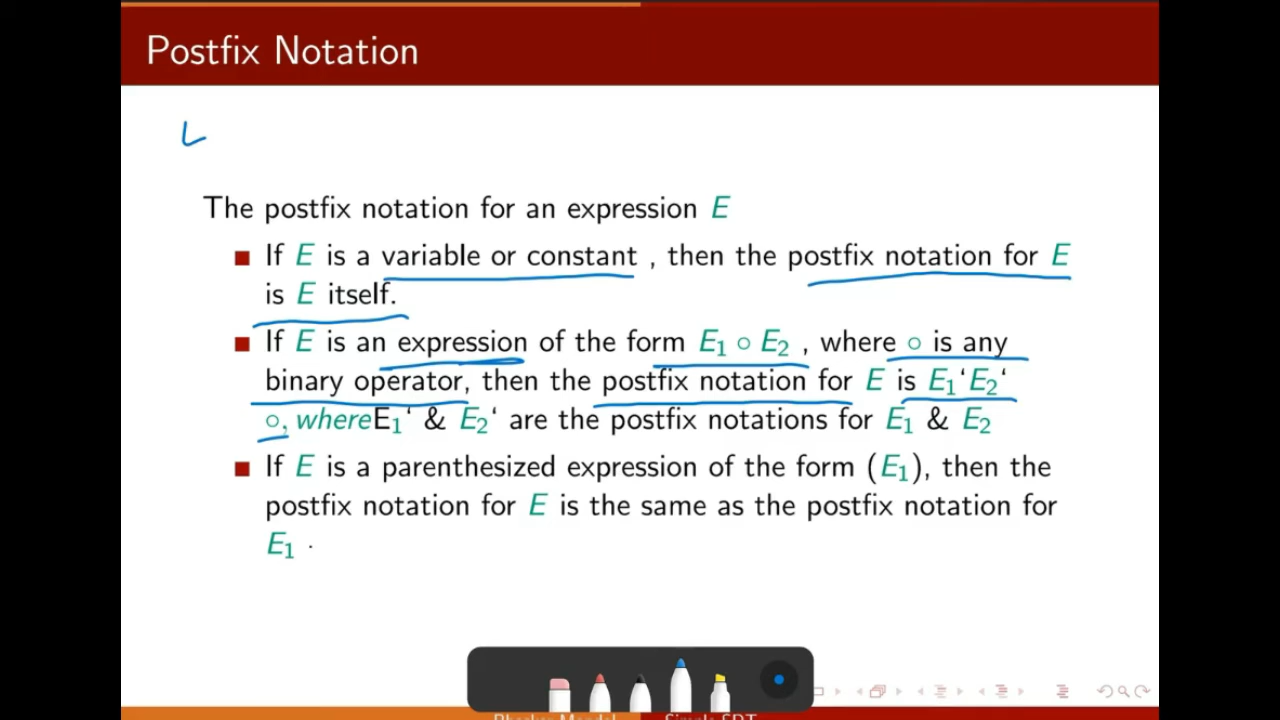 Postfix Notation
The postfix notation for an expression E
If E is a variable or constant , then the postfix notation for E
is E itself.
If E is an expression of the form E₁ ∘ E₂ , where ∘ is any
binary operator, then the postfix notation for E is E₁‘E₂‘
∘, whereE₁‘ & E₂‘ are the postfix notations for E₁ & E₂
If E is a parenthesized expression of the form (E₁), then the
postfix notation for E is the same as the postfix notation for
E₁ .